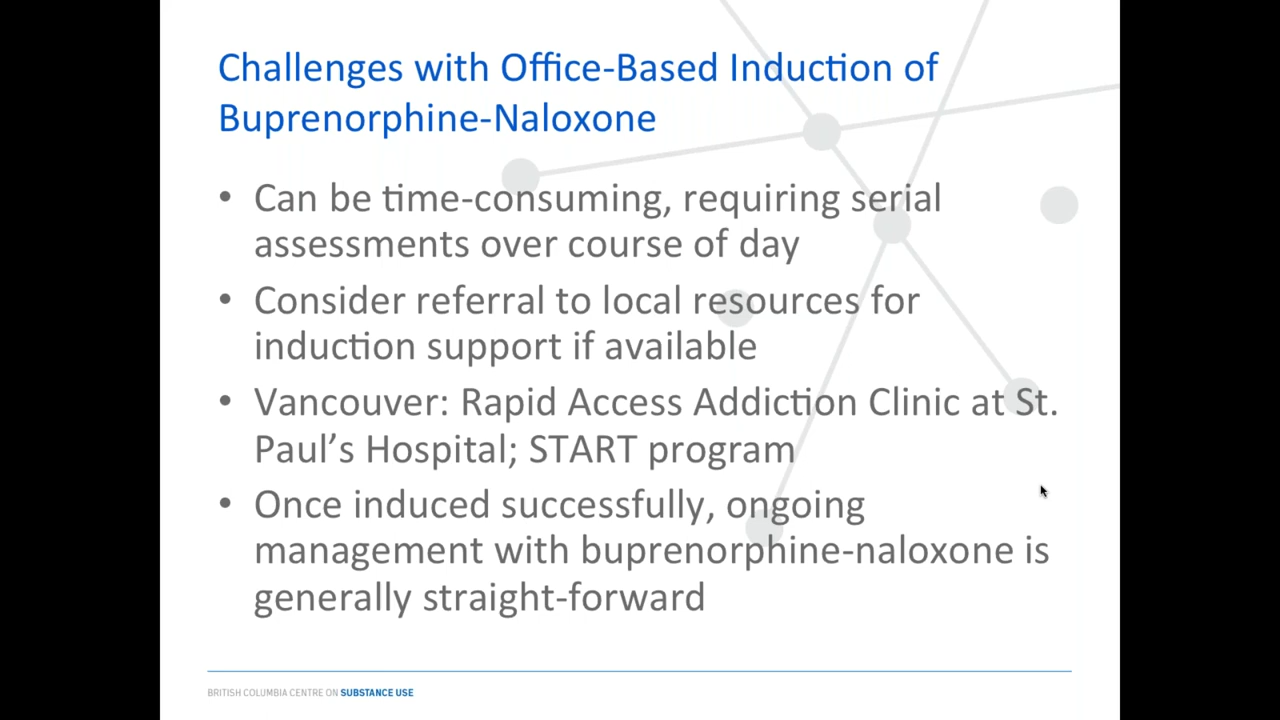 Challenges with Office-Based Induction of
Buprenorphine-Naloxone
• Can be time-consuming, requiring serial
assessments over course of day
• Consider referral to local resources for
induction support if available
• Vancouver: Rapid Access Addiction Clinic at St.
Paul’s Hospital; START program
• Once induced successfully, ongoing
management with buprenorphine-naloxone is
generally straight-forward
BRITISH COLUMBIA CENTRE ON SUBSTANCE USE